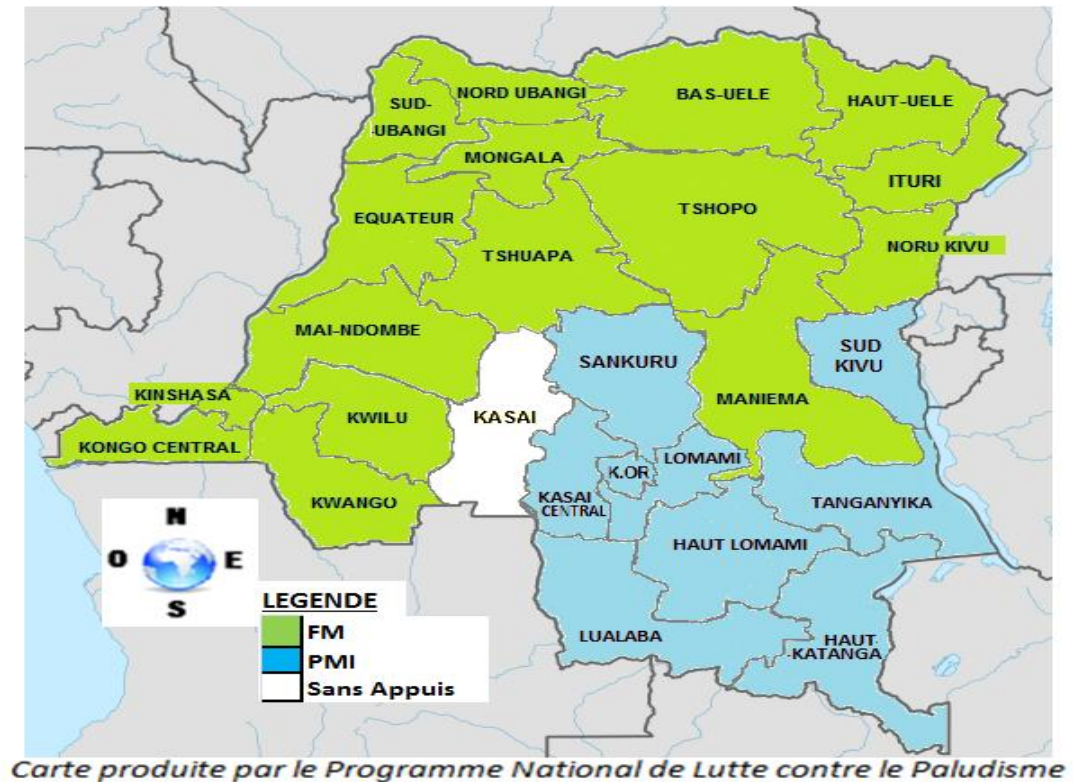 NORD UBANGI
SUD-
UBANGI
BAS-UELE
HAUT-UELE
MONGALA
ITURI
EQUATEUR
TSHOPO
TSHUAPA
NORD KIVU
MAI-NDOMBE
SANKURU
SUD
KIVU
KINSHASA
KASAI
MANIEMA
KWILU
KONGO CENTRAL
LOMAMI
K.OR
KASAI
CENTRAL
KWANGO
TANGANYIKA
HAUT LOMAMI
LUALABA
HAUT-
KATANGA
N
O E
S
LEGENDE
FM
PMI
Sans Appuis
Carte produite par le Programme National de Lutte contre le Paludisme